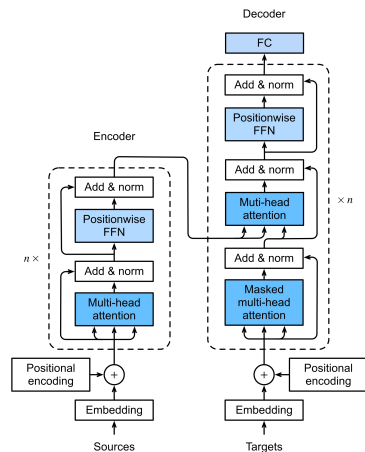 Decoder
FC
Add & norm
Positionwise
FFN
Encoder
Add & norm
Add & norm
Positionwise
FFN
Muti-head
attention
× n
n ×
Add & norm
Add & norm
Multi-head
attention
Masked
multi-head
attention
Positional
encoding
+
+
Positional
encoding
Embedding
Embedding
Sources
Targets